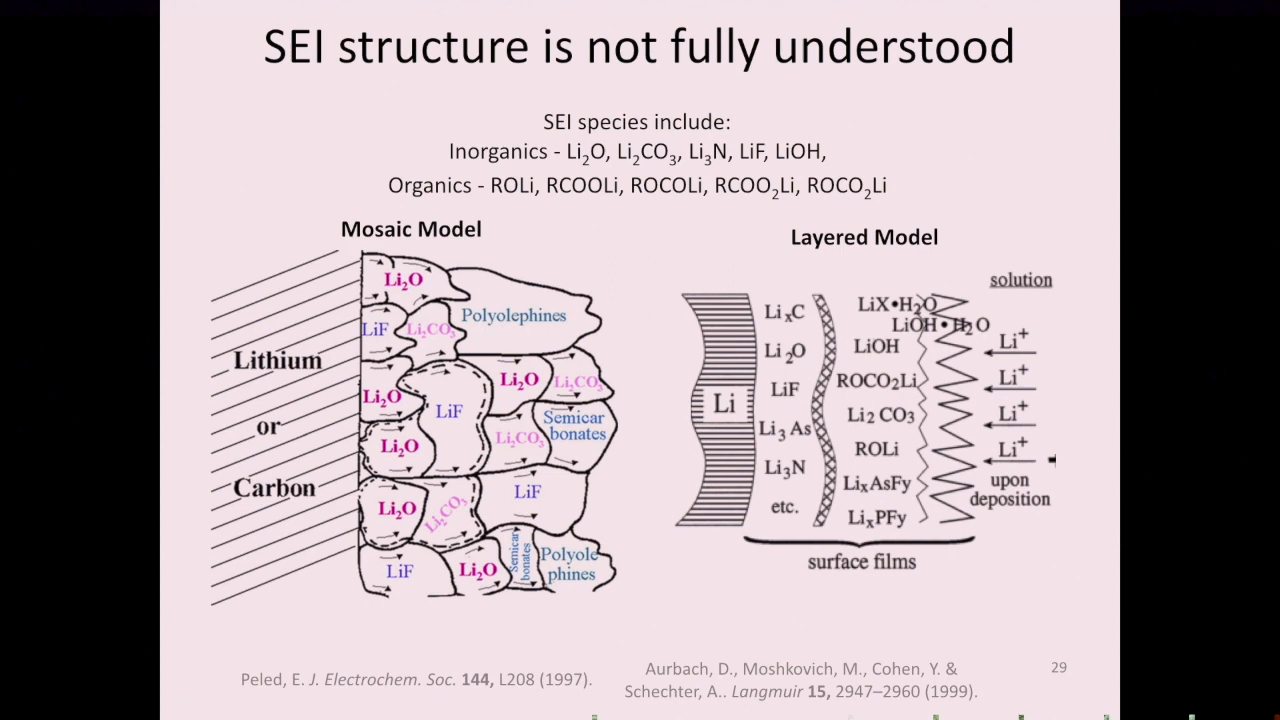 SEI structure is not fully understood
SEI species include:
Inorganics - Li₂O, Li₂CO₃, Li₃N, LiF, LiOH,
Organics - ROLi, RCOOLi, ROCOLi, RCOO₂Li, ROCO₂Li
Mosaic Model
Lithium
or
Carbon
Li₂O
LiF
Li₂CO₃
Polyolephines
Li₂O
LiF
Li₂O
Li₂CO₃
Li₂O
Li₂CO₃
Semicar
bonates
Li₂O
Li₂CO₃
LiF
LiF
Li₂O
Semicar
bonates
Polyole
phines
Layered Model
solution
Li
LiₓC
Li₂O
LiF
Li₃As
Li₃N
etc.
LiX•H₂O
LiOH•H₂O
LiOH
ROCO₂Li
Li₂CO₃
ROLi
LiₓAsFy
LiₓPFy
Li⁺
Li⁺
Li⁺
Li⁺
upon
deposition
surface films
Peled, E. J. Electrochem. Soc. 144, L208 (1997).
Aurbach, D., Moshkovich, M., Cohen, Y. &
Schechter, A.. Langmuir 15, 2947–2960 (1999).
29